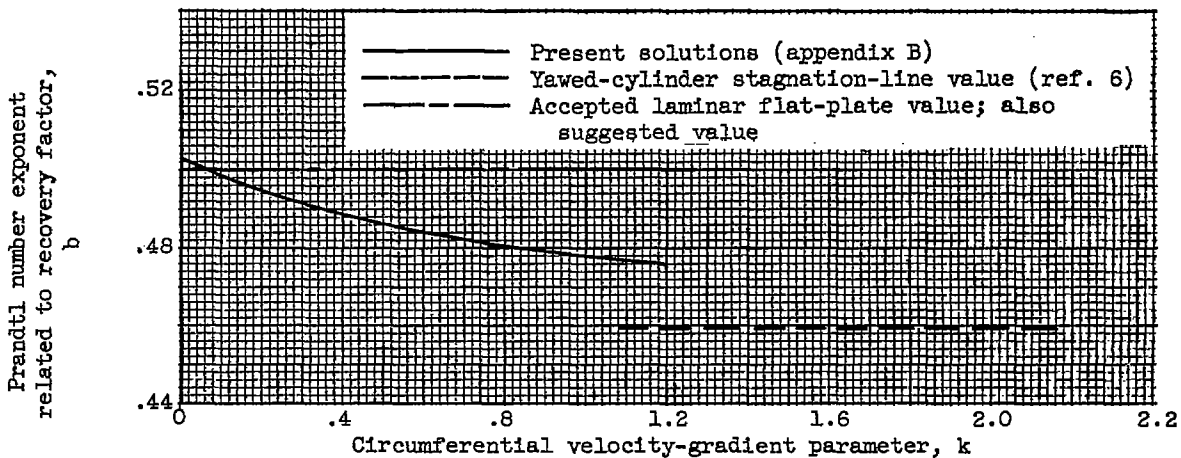 Present solutions (appendix B)
Yawed-cylinder stagnation-line value (ref. 6)
Accepted laminar flat-plate value; also
suggested value
Prandtl number exponent
related to recovery factor,
b
.52
.48
.44
0
.4
.8
1.2
1.6
2.0
2.2
Circumferential velocity-gradient parameter, k